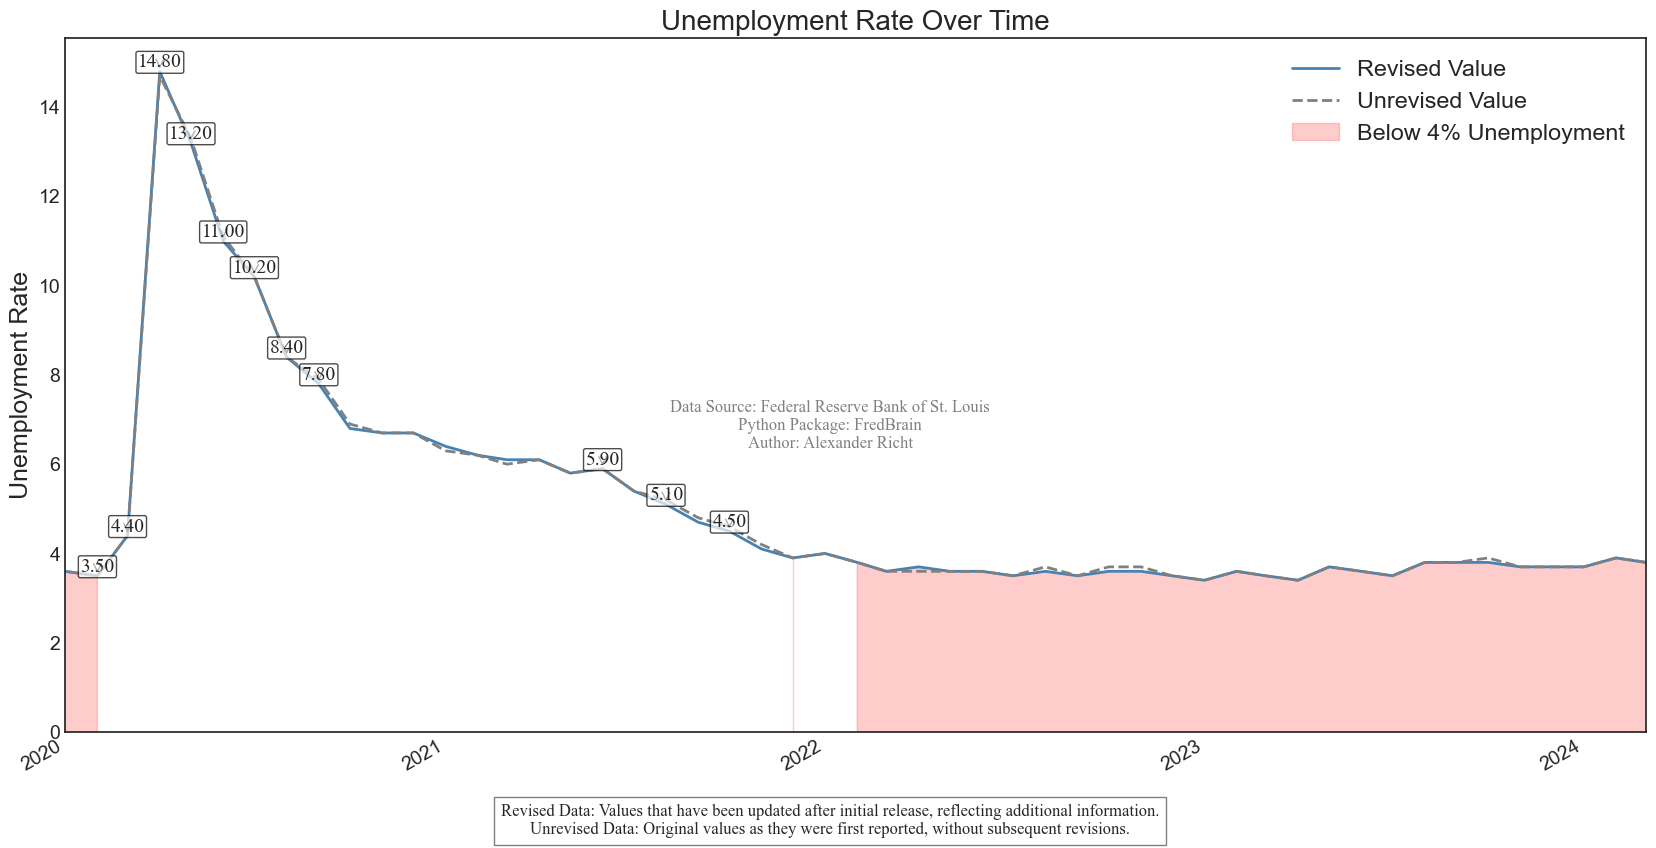 Unemployment Rate Over Time
Revised Value
Unrevised Value
Below 4% Unemployment
Unemployment Rate
14
12
10
8
6
4
2
0
14.80
13.20
11.00
10.20
8.40
7.80
5.90
5.10
4.50
4.40
3.50
Data Source: Federal Reserve Bank of St. Louis
Python Package: FredBrain
Author: Alexander Richt
2020
2021
2022
2023
2024
Revised Data: Values that have been updated after initial release, reflecting additional information.
Unrevised Data: Original values as they were first reported, without subsequent revisions.